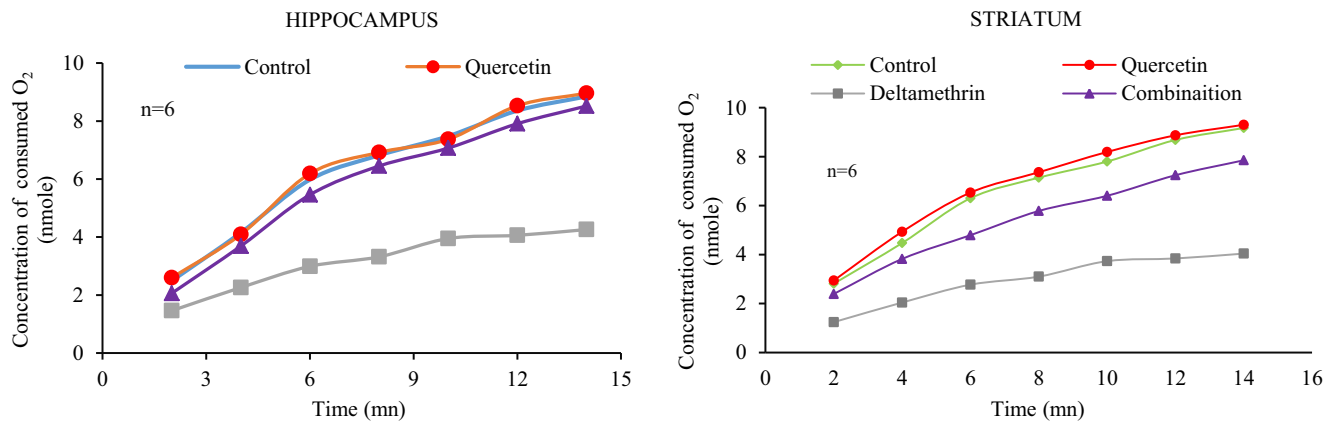 HIPPOCAMPUS
Control Quercetin
n=6
Concentration of consumed O₂
(nmole)
10
8
6
4
2
0
0 3 6 9 12 15
Time (mn)
STRIATUM
Control Quercetin
Deltamethrin Combinaition
n=6
Concentration of consumed O₂
(nmole)
10
8
6
4
2
0
0 2 4 6 8 10 12 14 16
Time (mn)